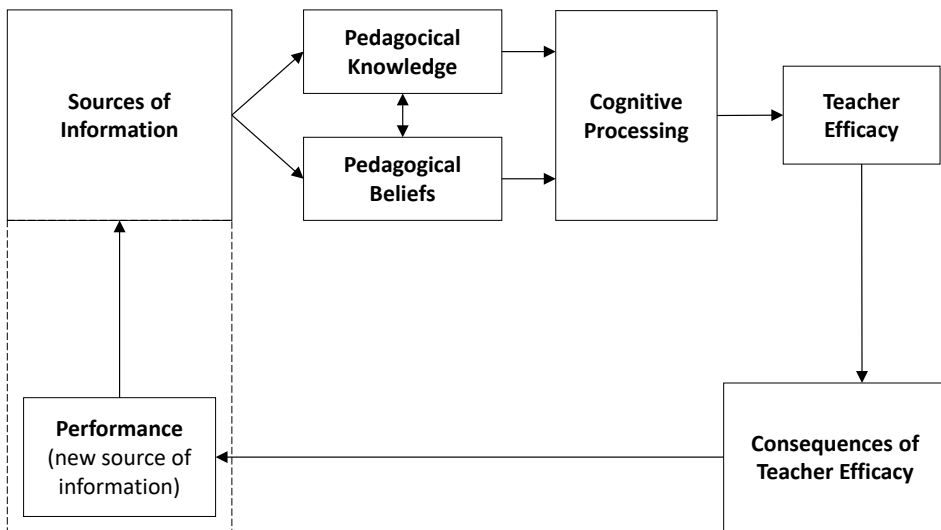 Sources of
Information
Pedagocical
Knowledge
Pedagogical
Beliefs
Cognitive
Processing
Teacher
Efficacy
Performance
(new source of
information)
Consequences of
Teacher Efficacy